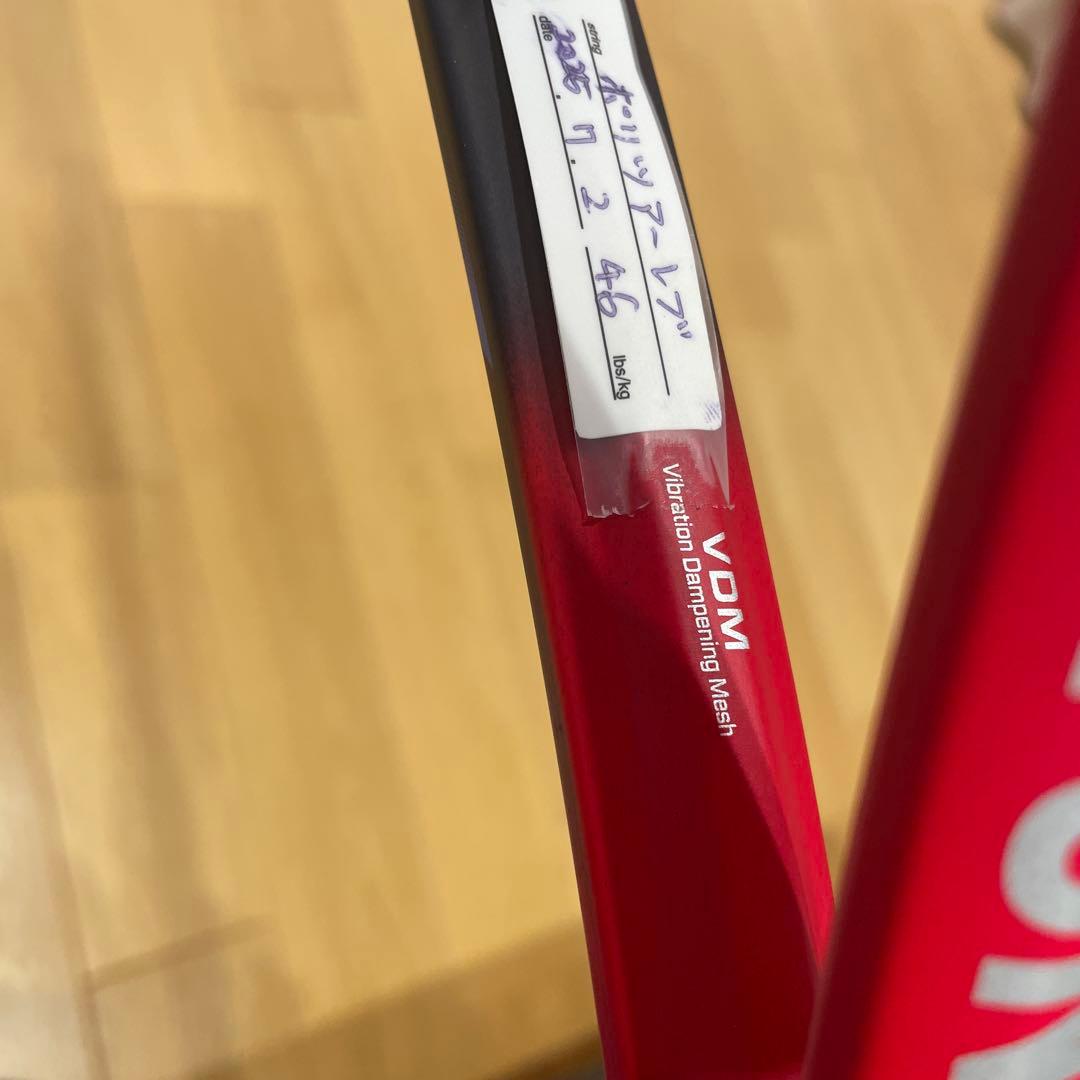 string ポリツアーレブ
date 2025. 7. 2 46 lbs/kg
VDM
Vibration Dampening Mesh